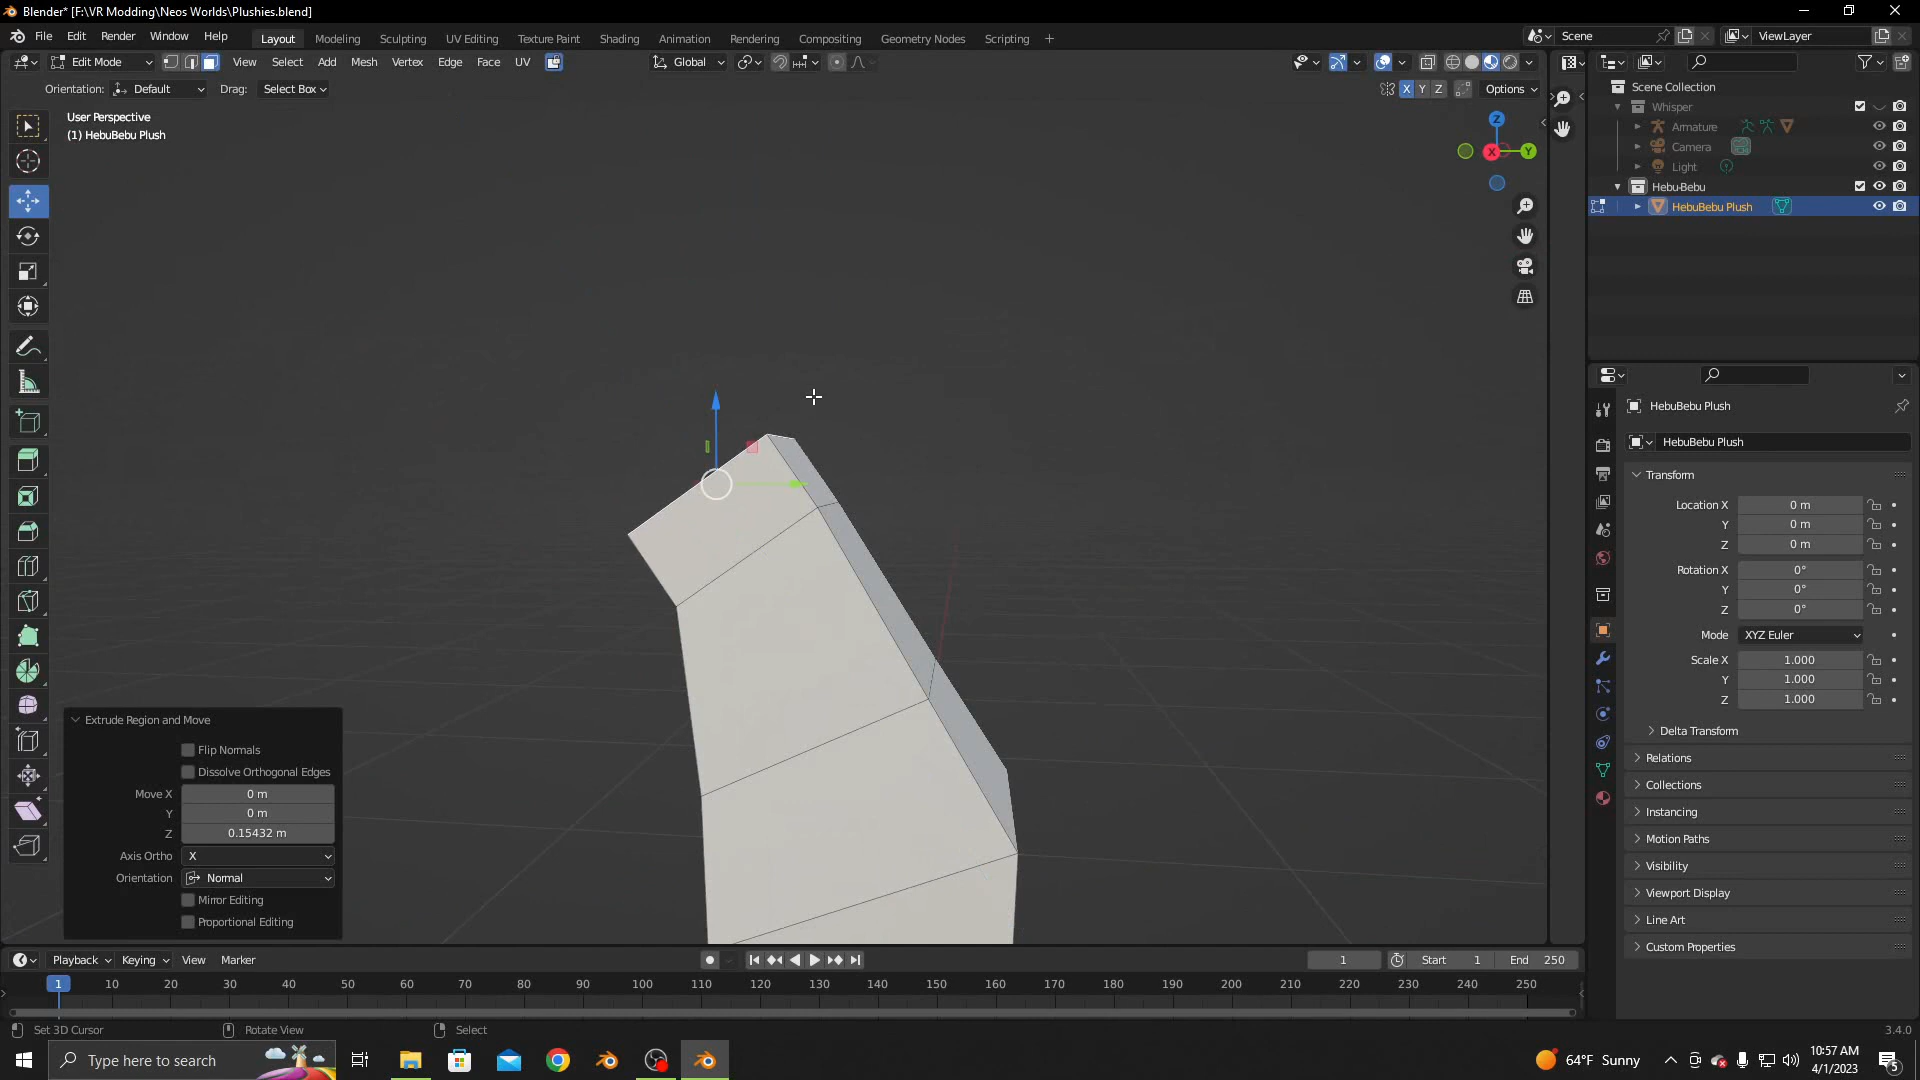 Blender* [F:\VR Modding\Neos Worlds\Plushies.blend]
File Edit Render Window Help Layout Modeling Sculpting UV Editing Texture Paint Shading Animation Rendering Compositing Geometry Nodes Scripting + Scene ViewLayer
Edit Mode View Select Add Mesh Vertex Edge Face UV Global
Orientation: Default Drag: Select Box X Y Z Options
User Perspective
(1) HebuBebu Plush
Z
X Y
Scene Collection
Whisper
Armature
Camera
Light
Hebu-Bebu
HebuBebu Plush
HebuBebu Plush
HebuBebu Plush
Transform
Location X 0 m
Y 0 m
Z 0 m
Rotation X 0°
Y 0°
Z 0°
Mode XYZ Euler
Scale X 1.000
Y 1.000
Z 1.000
Delta Transform
Relations
Collections
Instancing
Motion Paths
Visibility
Viewport Display
Line Art
Custom Properties
Extrude Region and Move
Flip Normals
Dissolve Orthogonal Edges
Move X 0 m
Y 0 m
Z 0.15432 m
Axis Ortho X
Orientation Normal
Mirror Editing
Proportional Editing
Playback Keying View Marker 1 Start 1 End 250
1 10 20 30 40 50 60 70 80 90 100 110 120 130 140 150 160 170 180 190 200 210 220 230 240 250
Set 3D Cursor Rotate View Select 3.4.0
Type here to search 64°F Sunny 10:57 AM
4/1/2023 5